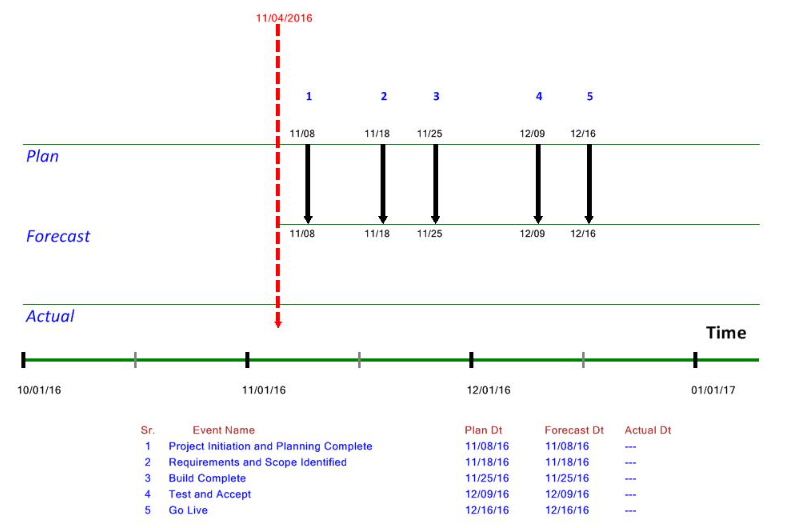 11/04/2016
1 2 3 4 5
11/08 11/18 11/25 12/09 12/16
Plan
Forecast
11/08 11/18 11/25 12/09 12/16
Actual
Time
10/01/16 11/01/16 12/01/16 01/01/17
Sr. Event Name Plan Dt Forecast Dt Actual Dt
1 Project Initiation and Planning Complete 11/08/16 11/08/16 ---
2 Requirements and Scope Identified 11/18/16 11/18/16 ---
3 Build Complete 11/25/16 11/25/16 ---
4 Test and Accept 12/09/16 12/09/16 ---
5 Go Live 12/16/16 12/16/16 ---